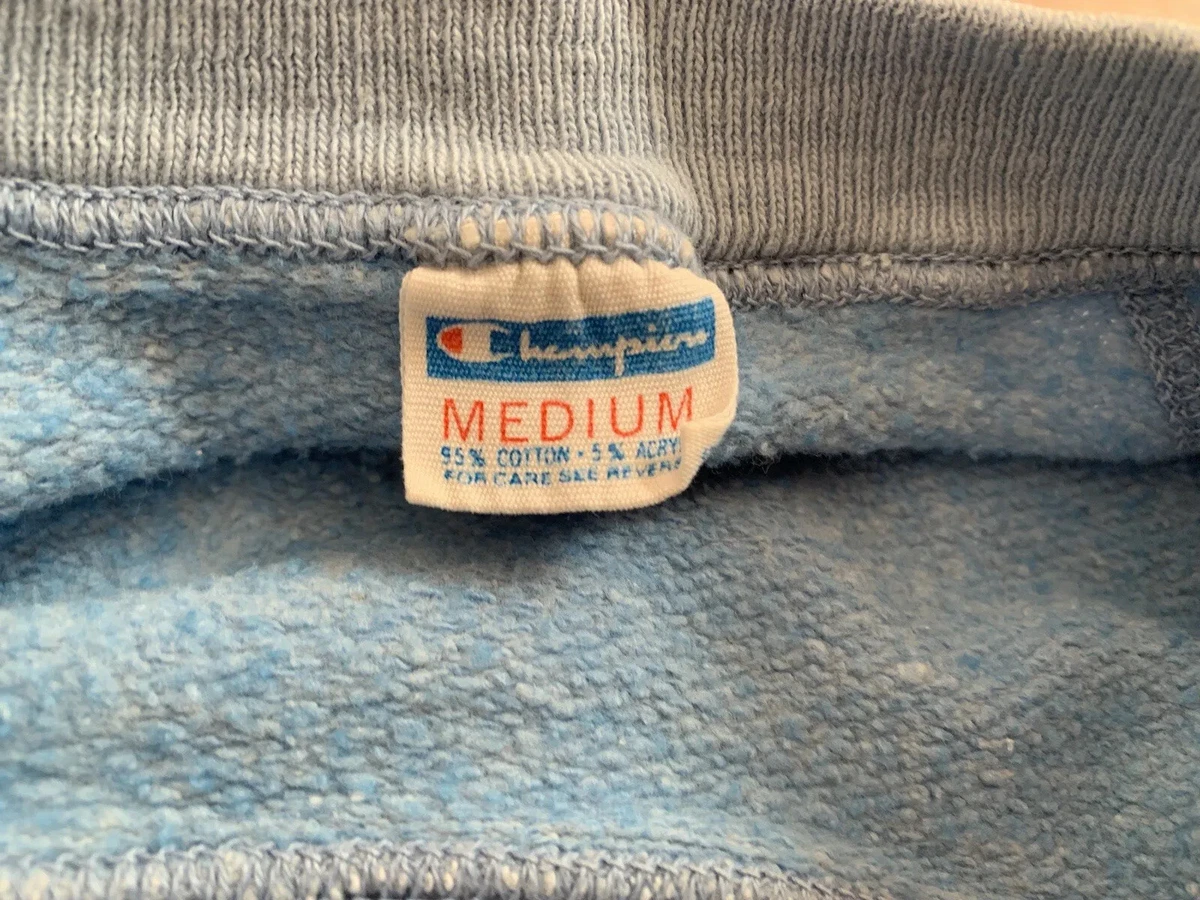 Champion
MEDIUM
95% COTTON - 5% ACRY
FOR CARE SEE REVERS